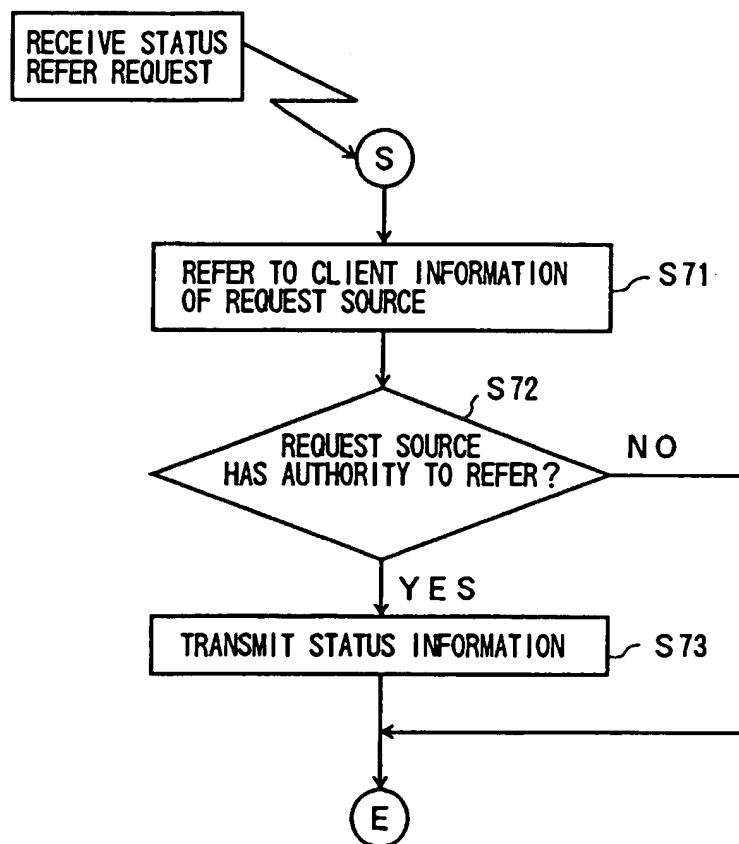 RECEIVE STATUS
REFER REQUEST
S
REFER TO CLIENT INFORMATION
OF REQUEST SOURCE
S71
S72
REQUEST SOURCE
HAS AUTHORITY TO REFER?
NO
YES
TRANSMIT STATUS INFORMATION
S73
E